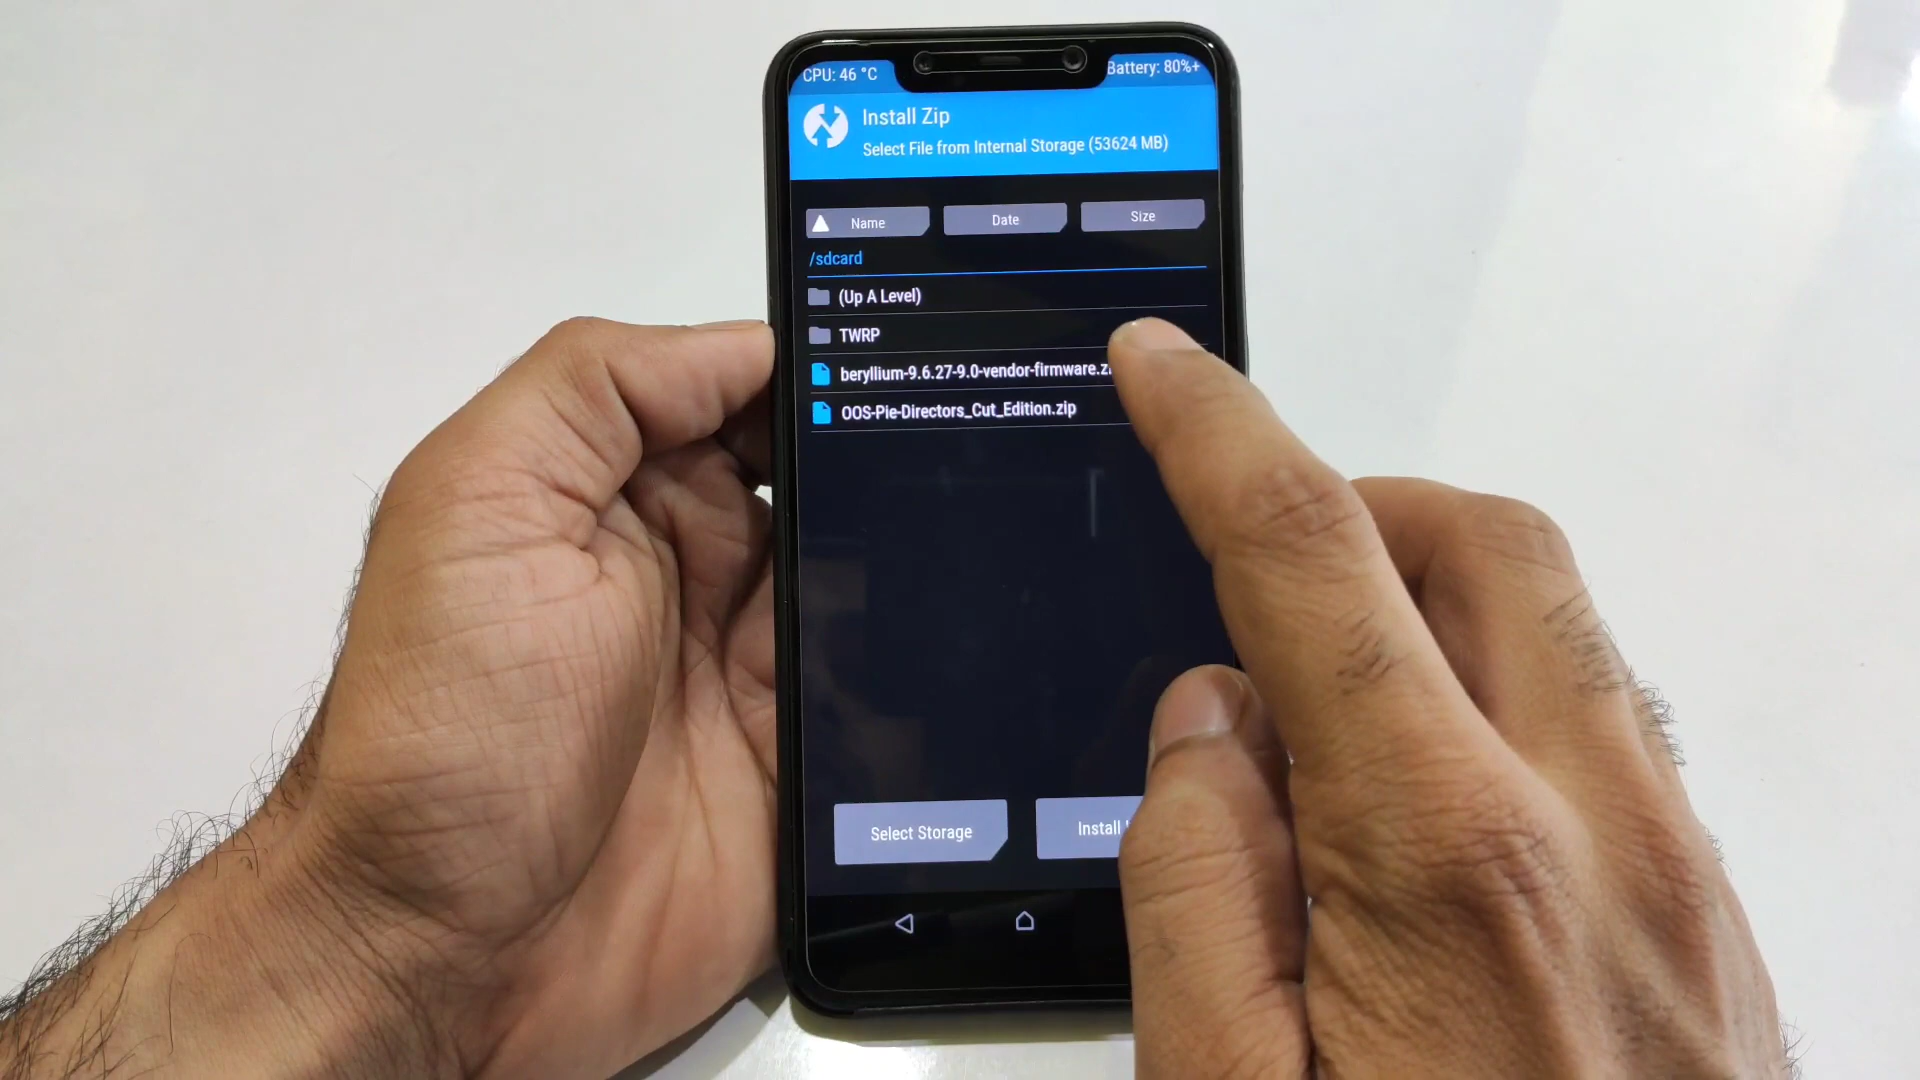 CPU: 46 °C
Battery: 80%+
Install Zip
Select File from Internal Storage (53624 MB)
Name
Date
Size
/sdcard
(Up A Level)
TWRP
beryllium-9.6.27-9.0-vendor-firmware.zi
OOS-Pie-Directors_Cut_Edition.zip
Select Storage
Install